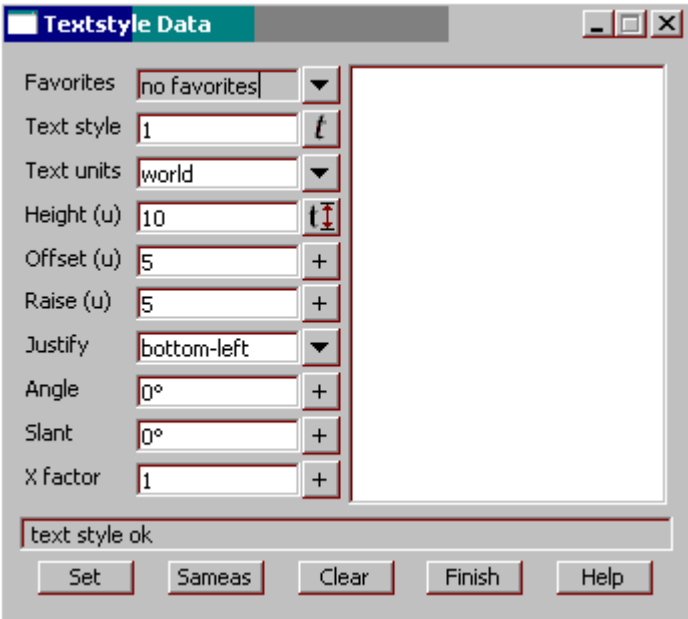 Textstyle Data
Favorites no favorites
Text style 1 t
Text units world
Height (u) 10 t
Offset (u) 5 +
Raise (u) 5 +
Justify bottom-left
Angle 0° +
Slant 0° +
X factor 1 +
text style ok
Set Sameas Clear Finish Help